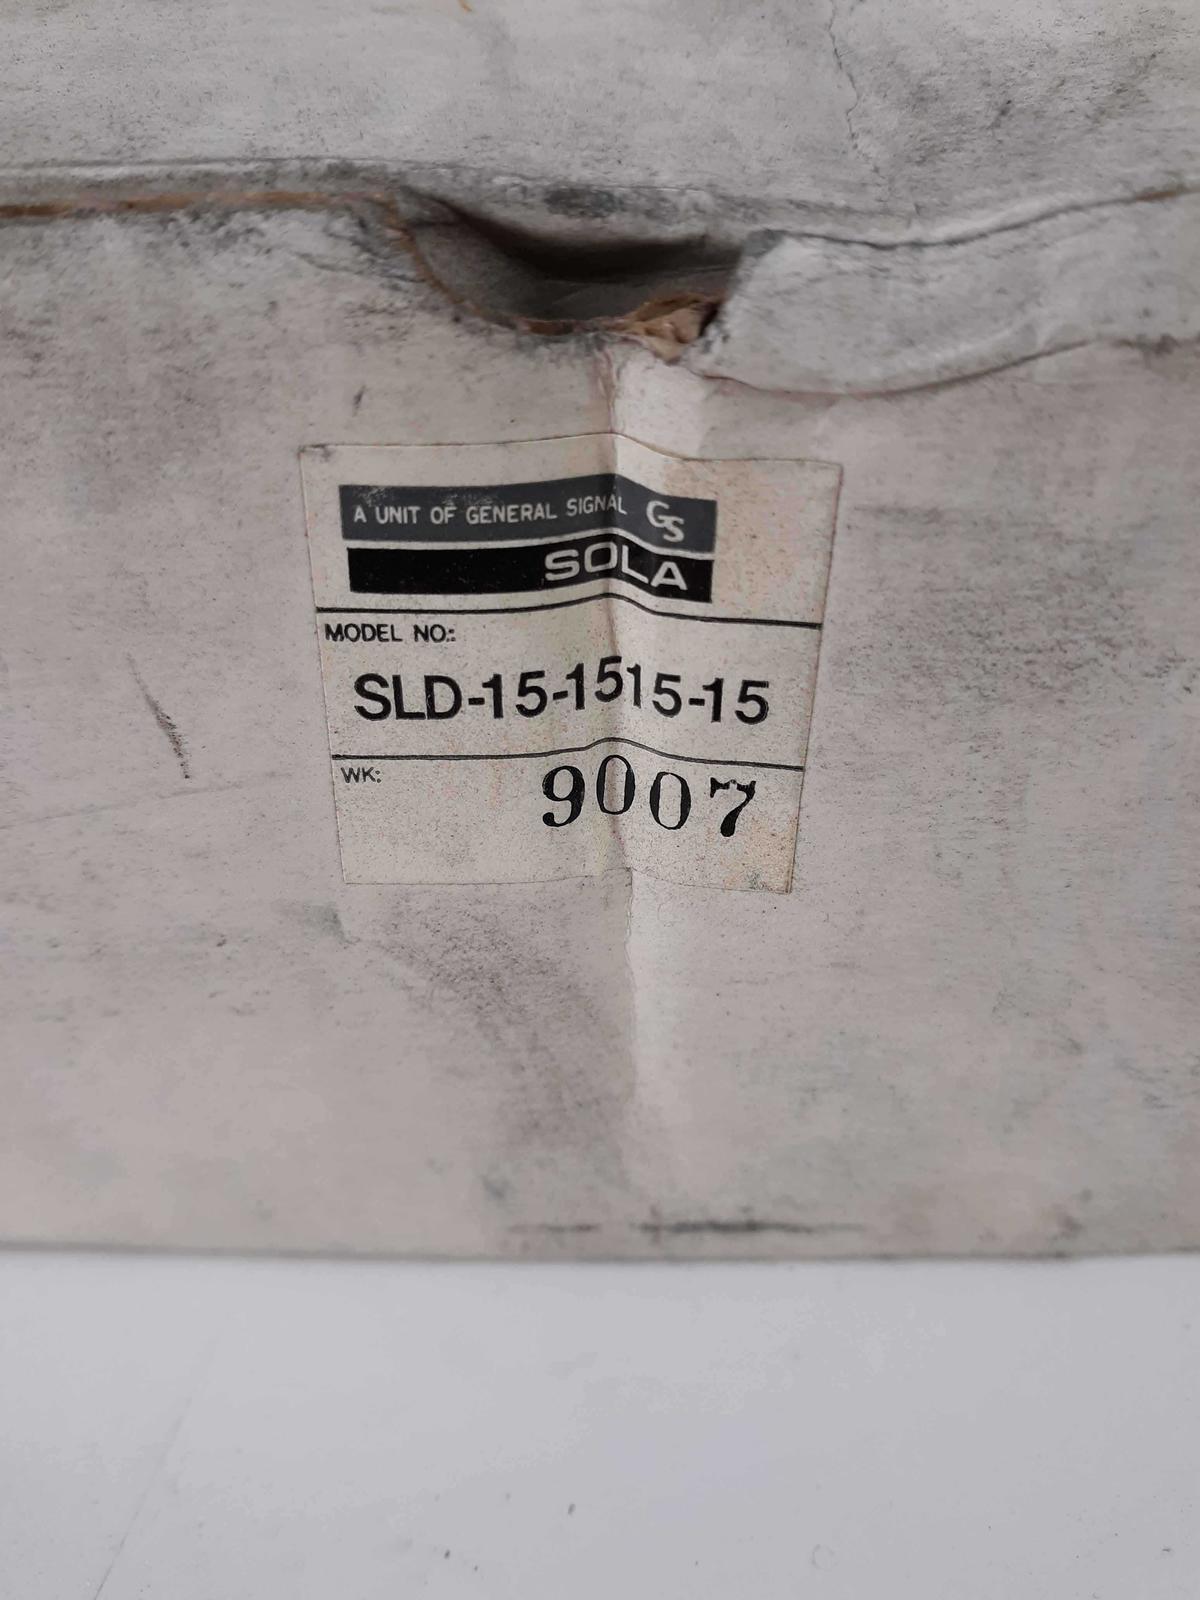 A UNIT OF GENERAL SIGNAL GS
SOLA
MODEL NO.:
SLD-15-1515-15
WK:
9007